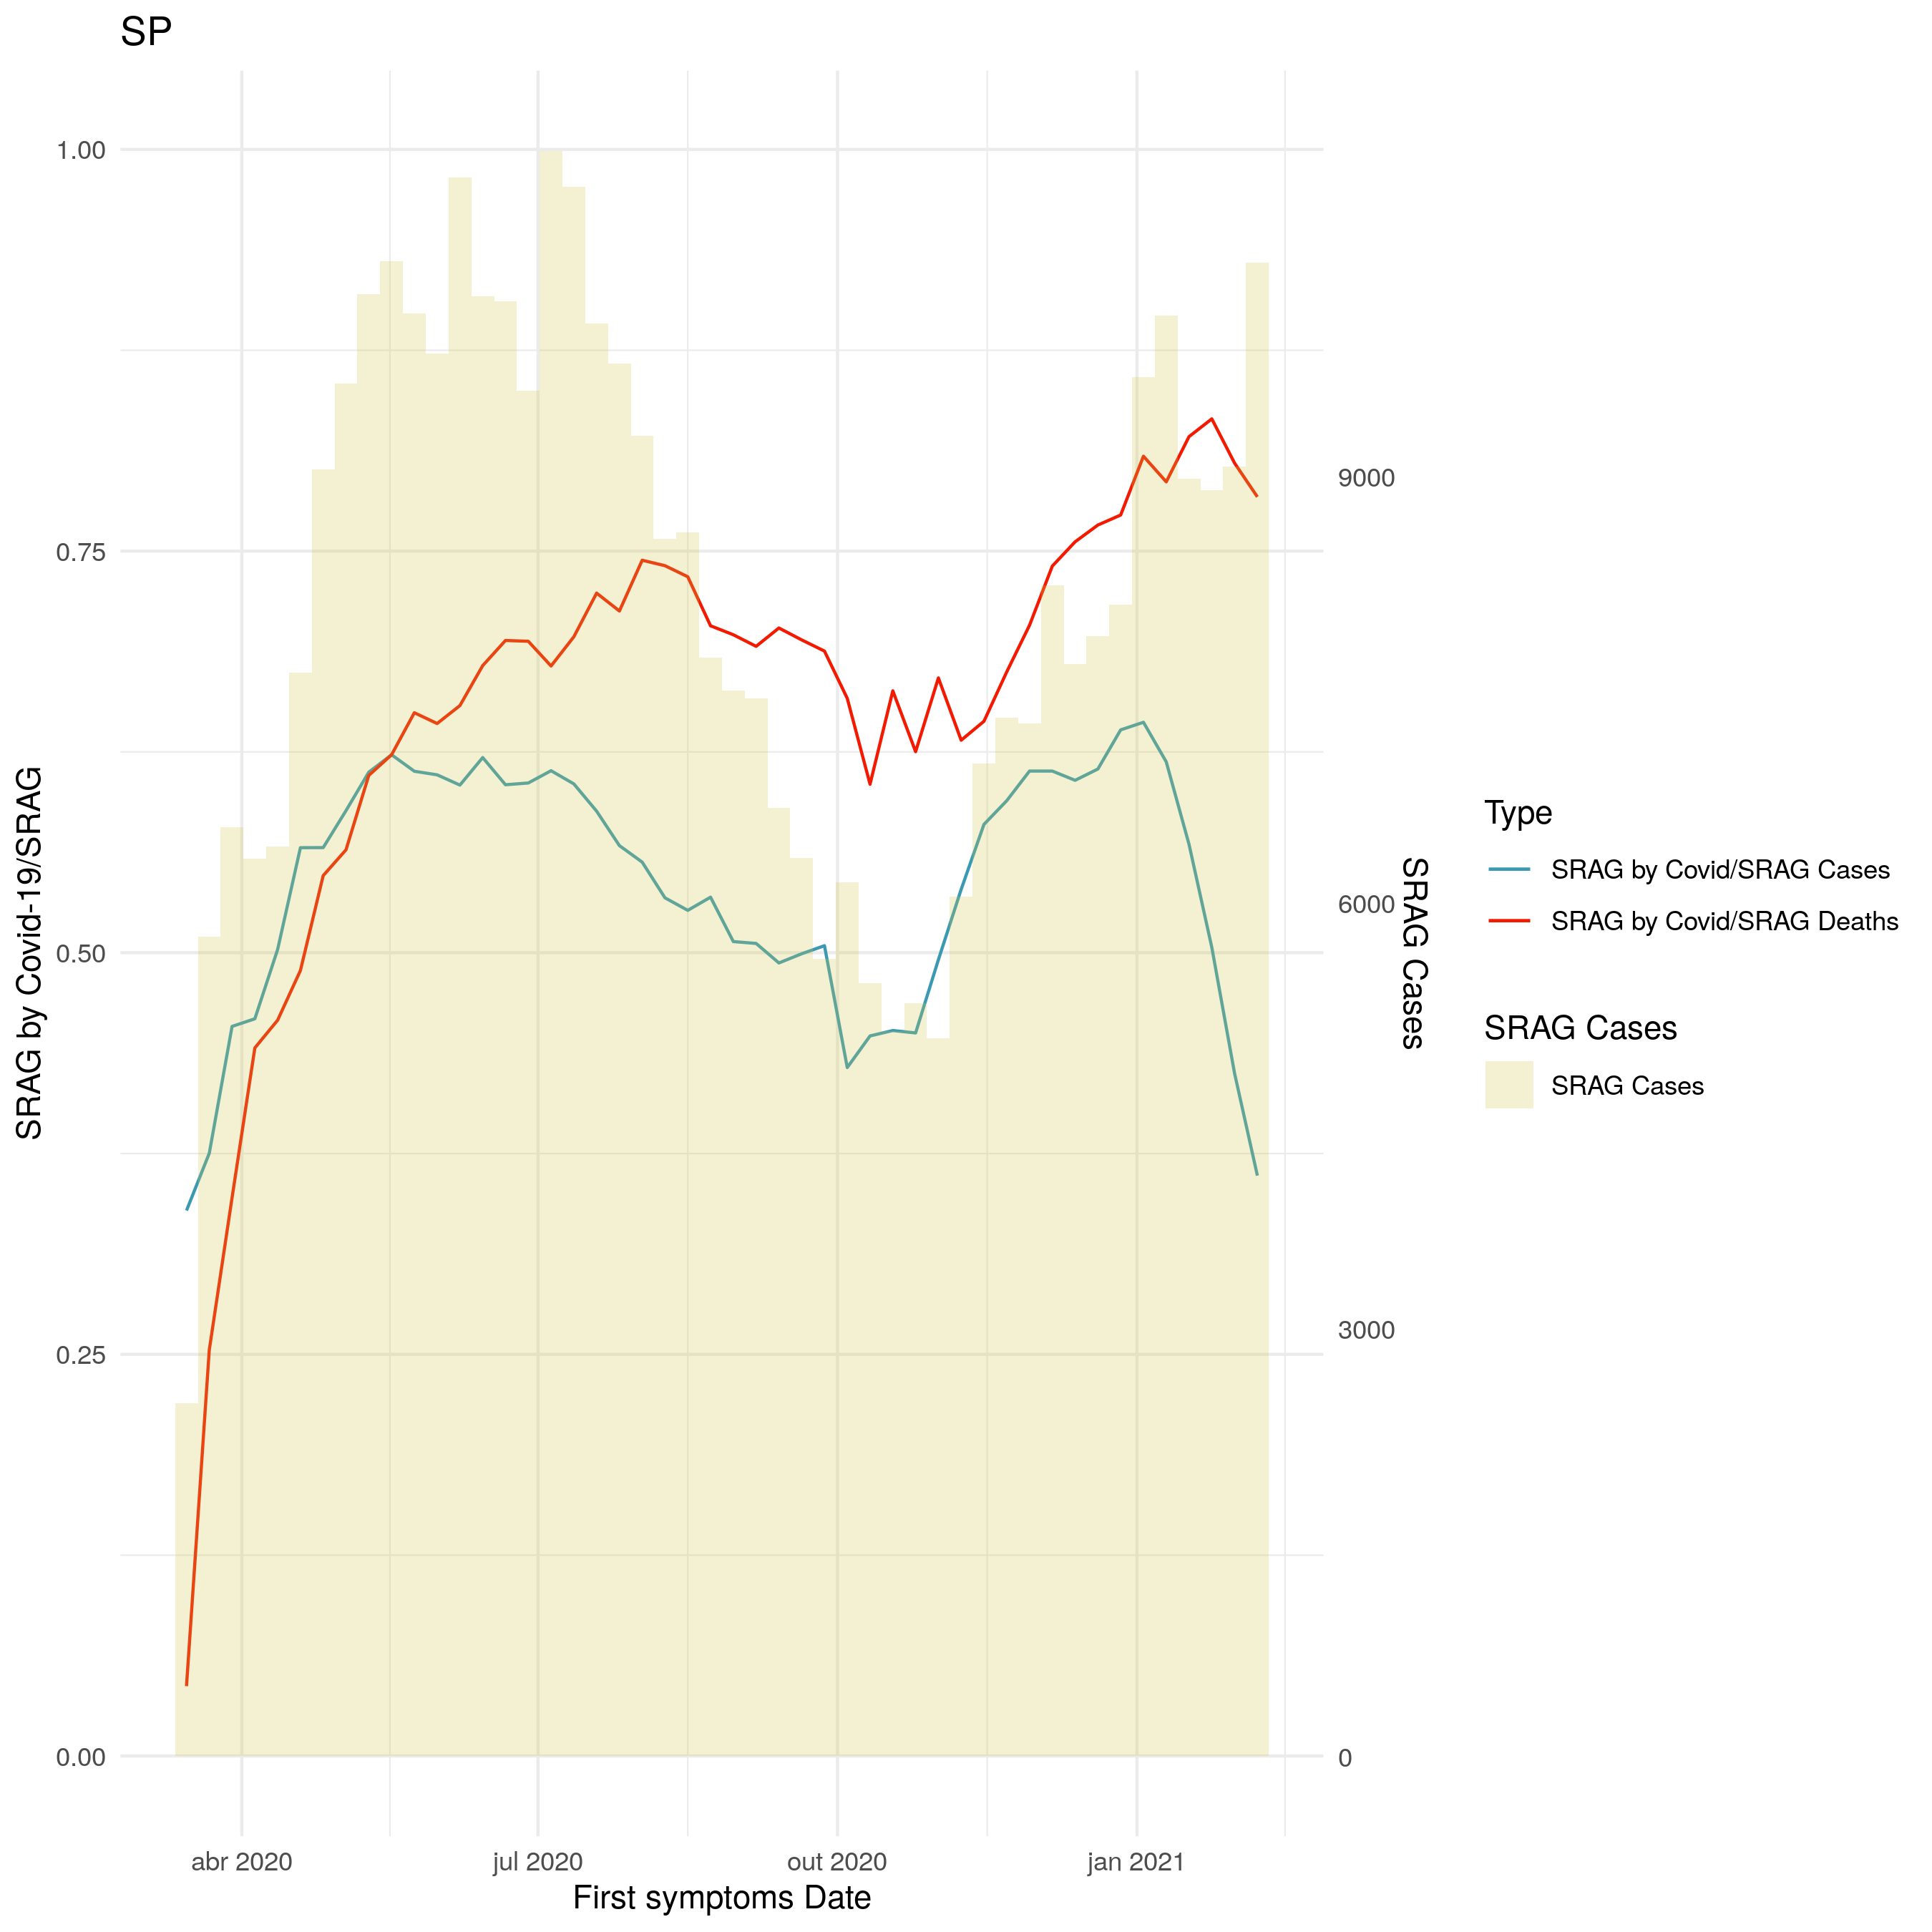 SP
1.00
0.75
0.50
0.25
0.00
SRAG by Covid-19/SRAG
9000
6000
3000
0
SRAG Cases
abr 2020
jul 2020
out 2020
jan 2021
First symptoms Date
Type
SRAG by Covid/SRAG Cases
SRAG by Covid/SRAG Deaths
SRAG Cases
SRAG Cases